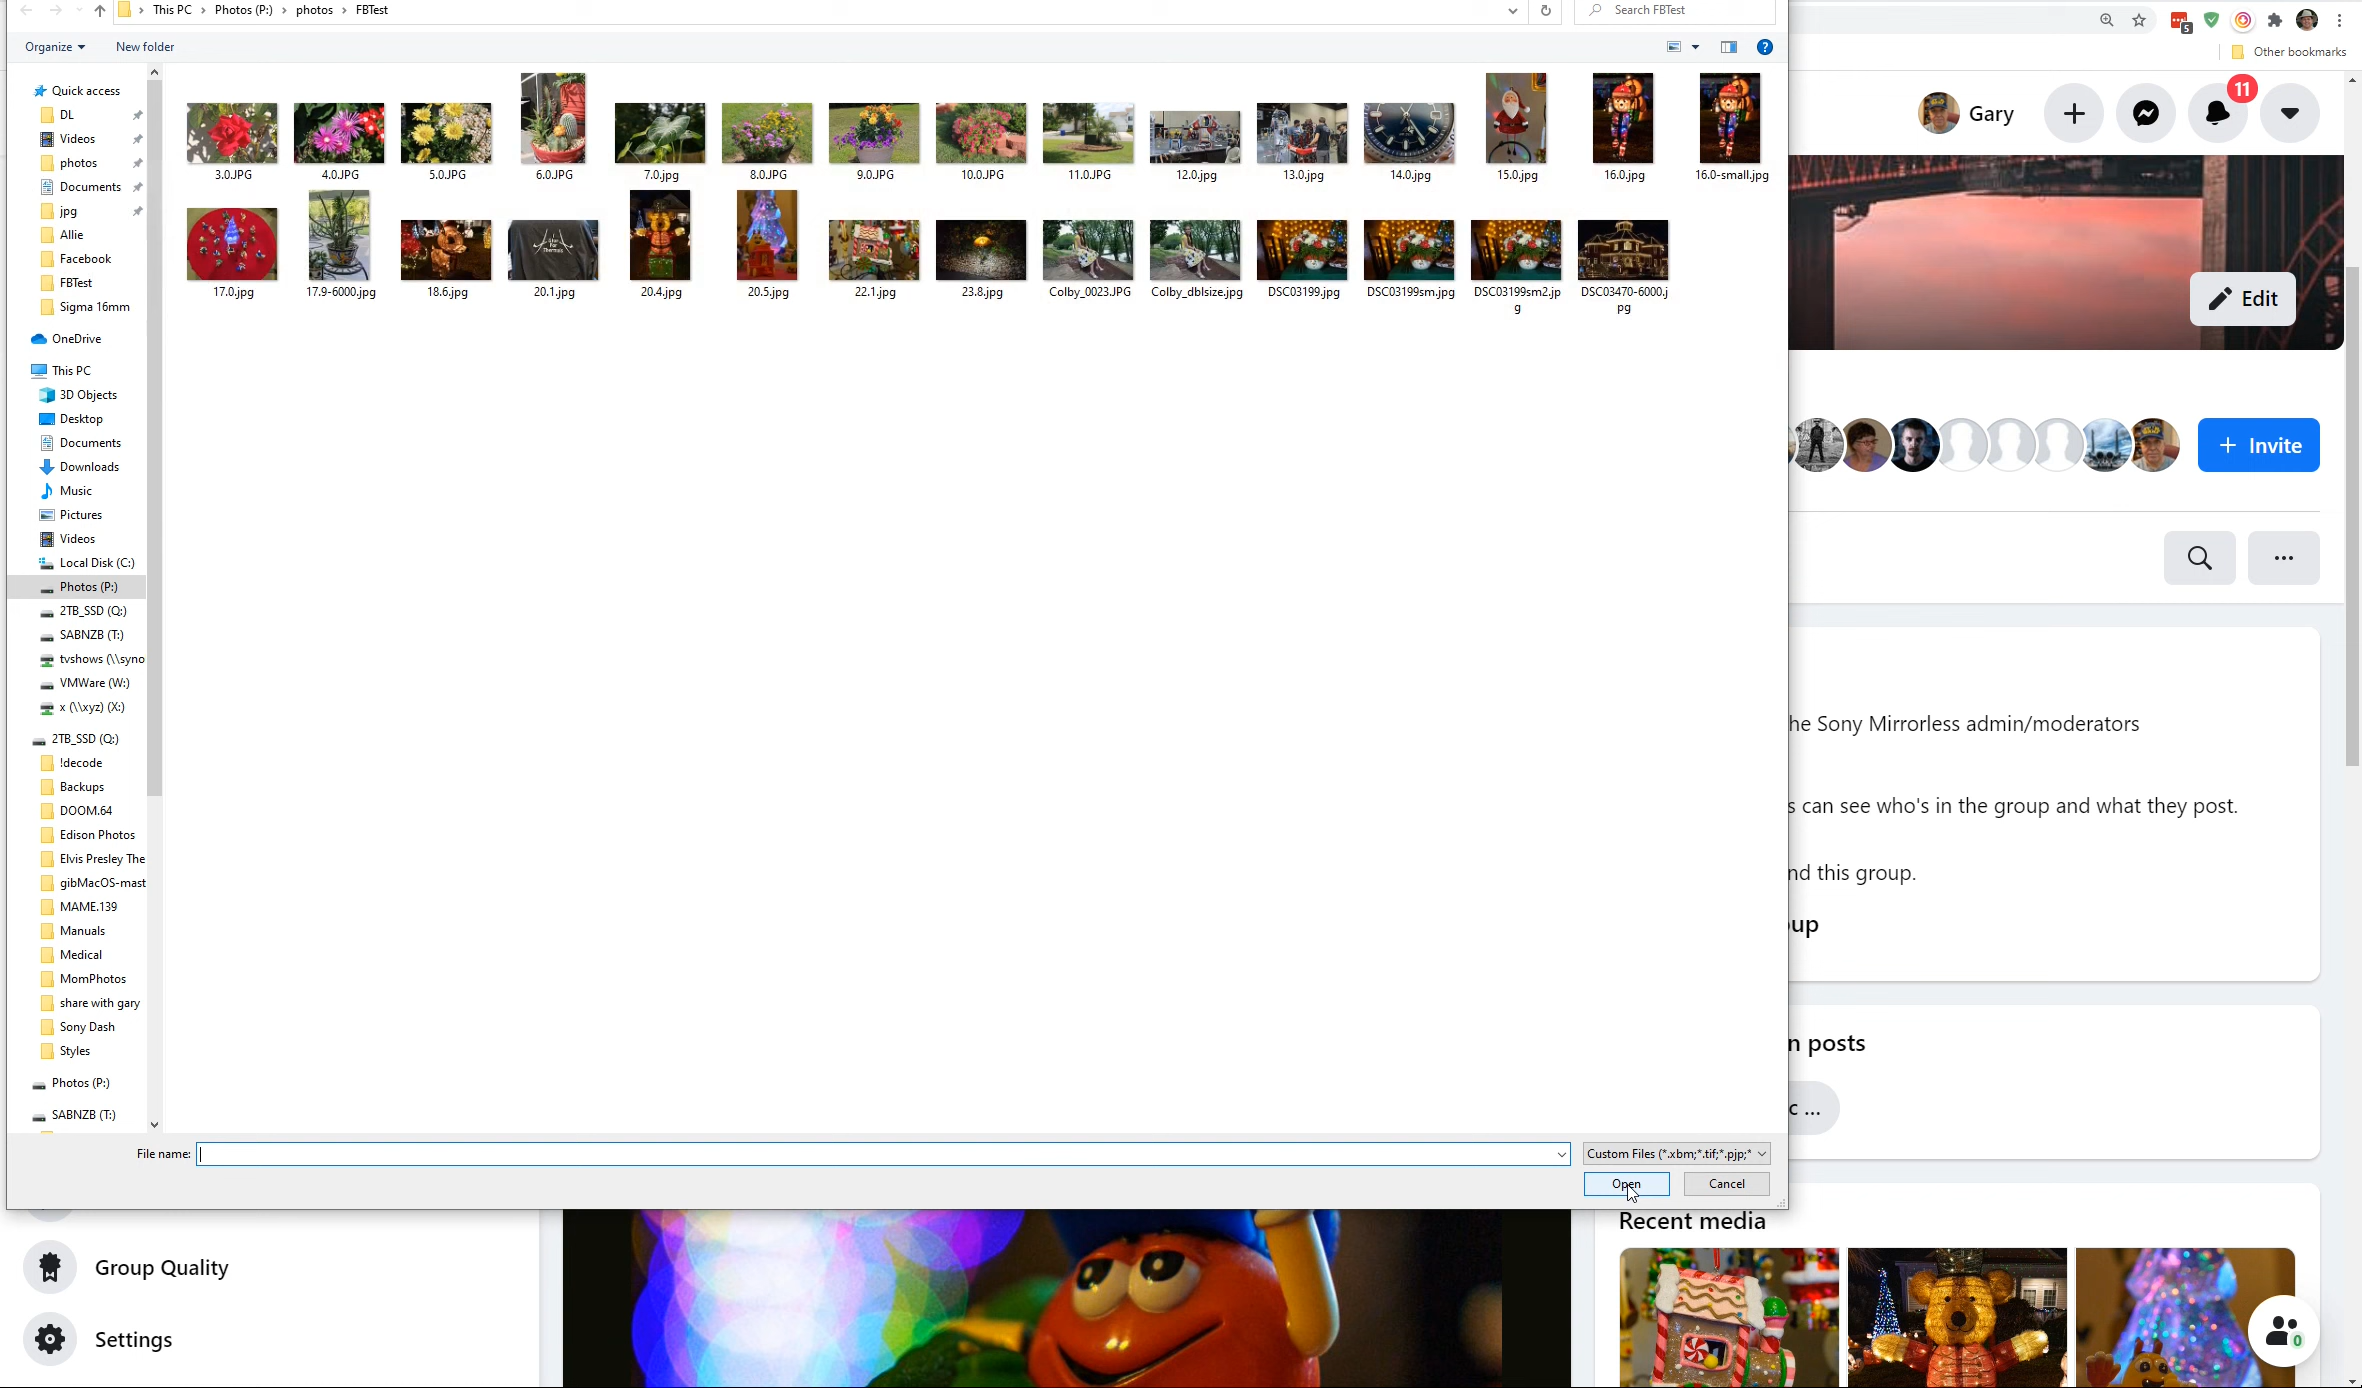 This PC › Photos (P:) › photos › FBTest
Search FBTest
5
Organize
New folder
?
Other bookmarks
Quick access
DL
Videos
photos
Documents
jpg
Allie
Facebook
FBTest
Sigma 16mm
OneDrive
This PC
3D Objects
Desktop
Documents
Downloads
Music
Pictures
Videos
Local Disk (C:)
Photos (P:)
2TB_SSD (Q:)
SABNZB (T:)
tvshows (\\syno
VMWare (W:)
x (\\xyz) (X:)
2TB_SSD (Q:)
!decode
Backups
DOOM.64
Edison Photos
Elvis Presley The
gibMacOS-mast
MAME.139
Manuals
Medical
MomPhotos
share with gary
Sony Dash
Styles
Photos (P:)
SABNZB (T:)
3.0.JPG 4.0.JPG 5.0.JPG 6.0.JPG 7.0.jpg 8.0.JPG 9.0.JPG 10.0.JPG 11.0.JPG 12.0.jpg 13.0.jpg 14.0.jpg 15.0.jpg 16.0.jpg 16.0-small.jpg
17.0.jpg 17.9-6000.jpg 18.6.jpg 20.1.jpg 20.4.jpg 20.5.jpg 22.1.jpg 23.8.jpg Colby_0023.JPG Colby_dblsize.jpg DSC03199.jpg DSC03199sm.jpg DSC03199sm2.jp DSC03470-6000.j
g pg
File name:
Custom Files (*.xbm;*.tif;*.pjp;*
Open
Cancel
Gary
11
Edit
+ Invite
he Sony Mirrorless admin/moderators
s can see who's in the group and what they post.
nd this group.
up
n posts
c ...
Recent media
0
Group Quality
Settings